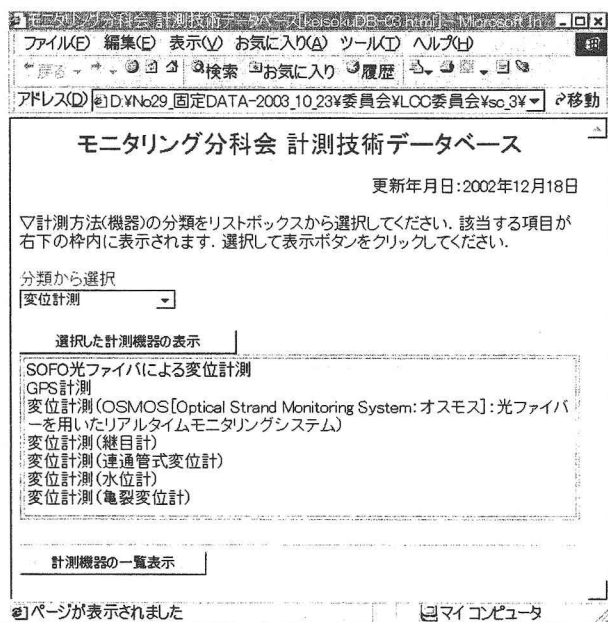 モニタリング分科会 計測技術データベース[keisokuDB-03.html] - Microsoft In
ファイル(F) 編集(E) 表示(V) お気に入り(A) ツール(T) ヘルプ(H)
戻る 検索 お気に入り 履歴
アドレス(D) D:¥No29_固定DATA-2003_10_23¥委員会¥LCC委員会¥sc_3¥ 移動
モニタリング分科会 計測技術データベース
更新年月日:2002年12月18日
▽計測方法(機器)の分類をリストボックスから選択してください. 該当する項目が
右下の枠内に表示されます. 選択して表示ボタンをクリックしてください.
分類から選択
変位計測
選択した計測機器の表示
SOFO光ファイバによる変位計測
GPS計測
変位計測(OSMOS[Optical Strand Monitoring System:オスモス]:光ファイバ
ーを用いたリアルタイムモニタリングシステム)
変位計測(継目計)
変位計測(連通管式変位計)
変位計測(水位計)
変位計測(亀裂変位計)
計測機器の一覧表示
ページが表示されました マイ コンピュータ